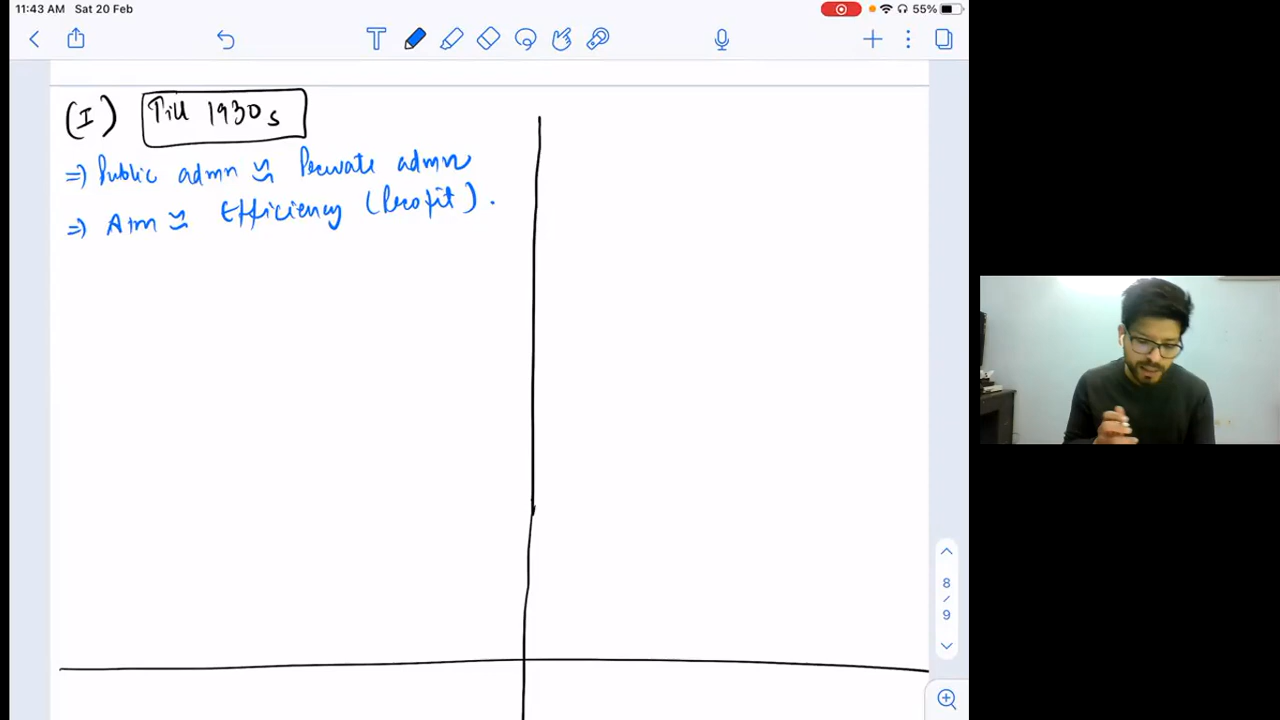 11:43 AM Sat 20 Feb
55%
(I) Till 1930s
⇒) Public admn ≈ Private admn
⇒) Aim ≈ Efficiency (Profit).
8
/
9